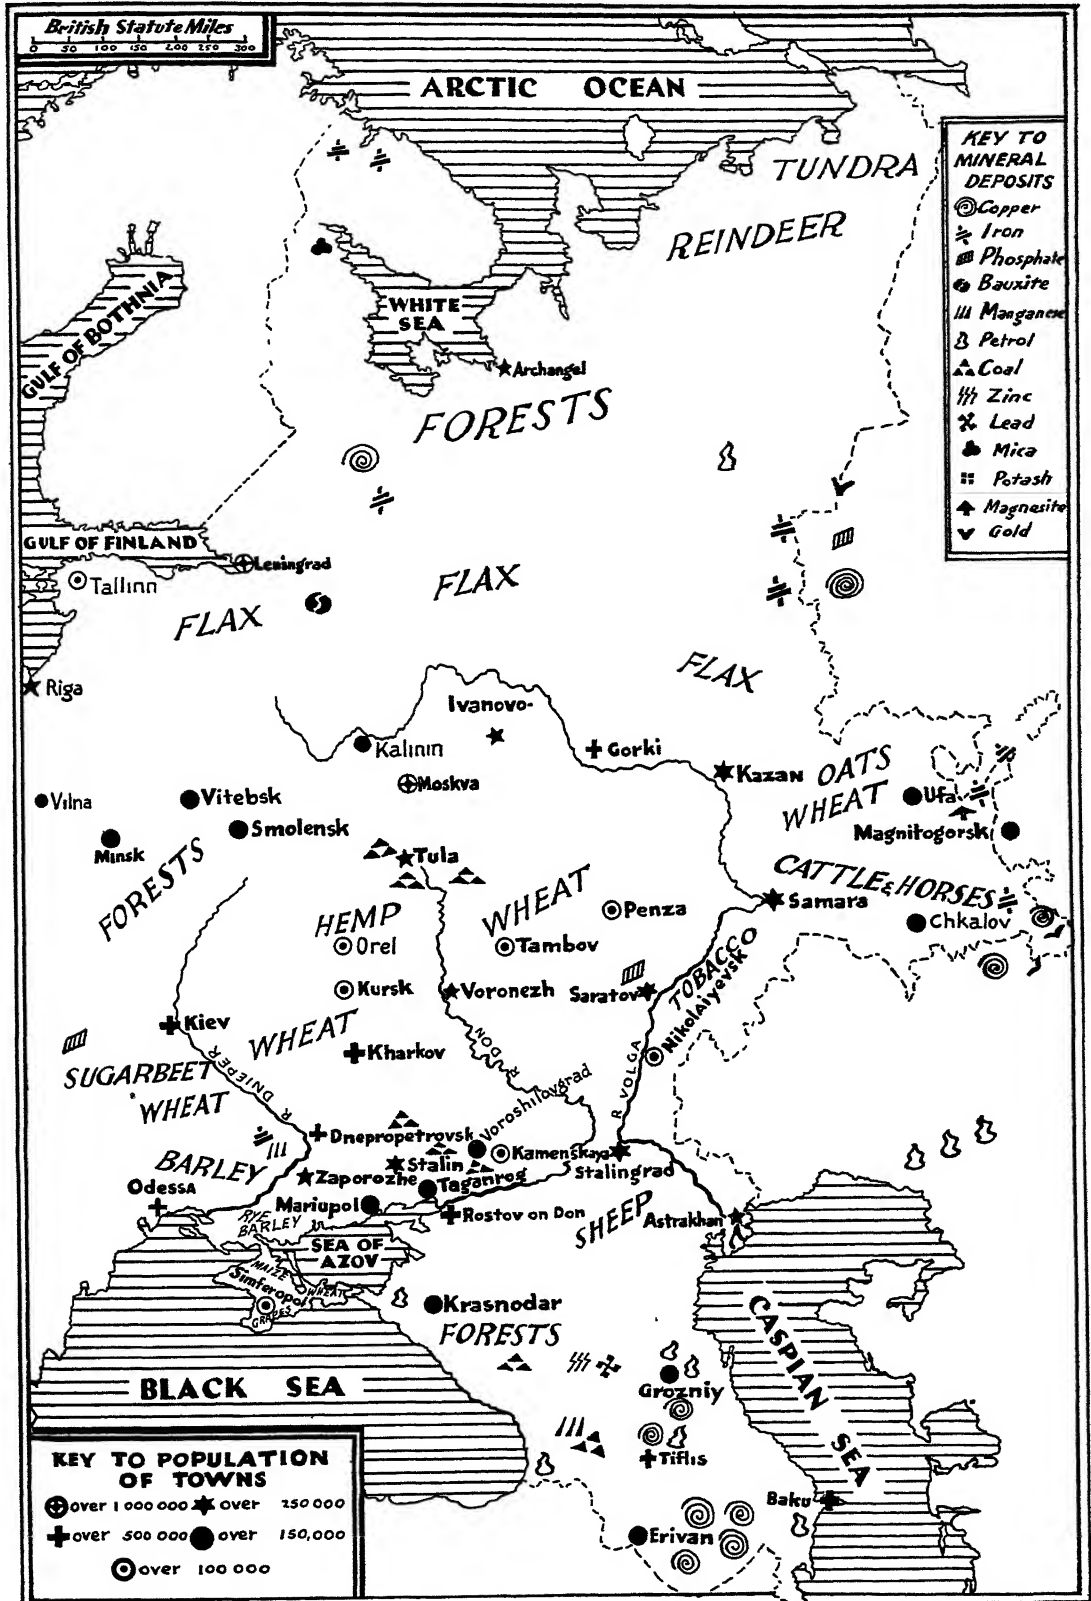 British Statute Miles
0 50 100 150 200 250 300
ARCTIC OCEAN
KEY TO
MINERAL
DEPOSITS
Copper
Iron
Phosphate
Bauxite
Manganese
Petrol
Coal
Zinc
Lead
Mica
Potash
Magnesite
Gold
TUNDRA
REINDEER
GULF OF BOTHNIA
WHITE
SEA
Archangel
FORESTS
GULF OF FINLAND
Leningrad
Tallinn
FLAX
FLAX
FLAX
Riga
Ivanovo-
Kalinin
Gorki
Moskva
Kazan
OATS
WHEAT
Ufa
Magnitogorsk
Vilna
Vitebsk
Smolensk
Minsk
FORESTS
Tula
CATTLE & HORSES
Samara
Chkalov
HEMP
WHEAT
Penza
Orel
Tambov
TOBACCO
Kursk
Voronezh
Saratov
Nikolaiyevsk
Kiev
WHEAT
Kharkov
R DON
R VOLGA
SUGARBEET
WHEAT
R DNIEPER
Voroshilovgrad
Dnepropetrovsk
Kamenskaya
BARLEY
Stalin
Stalingrad
Zaporozhe
Taganrog
Odessa
Mariupol
Rostov on Don
SHEEP
Astrakhan
RYE
BARLEY
SEA OF
AZOV
MAIZE
WHEAT
Simferopol
GRAPES
Krasnodar
FORESTS
CASPIAN SEA
BLACK SEA
Grozniy
Tiflis
Baku
Erivan
KEY TO POPULATION
OF TOWNS
over 1 000 000 over 250 000
over 500 000 over 150,000
over 100 000